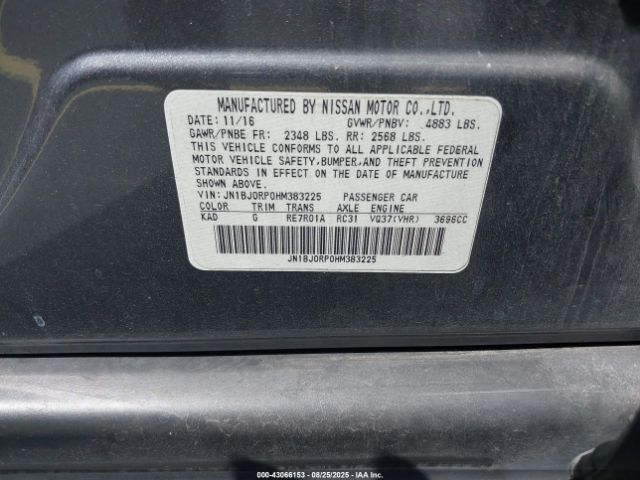 MANUFACTURED BY NISSAN MOTOR CO.,LTD.
DATE: 11/16 GVWR/PNBV: 4883 LBS.
GAWR/PNBE FR: 2348 LBS. RR: 2568 LBS.
THIS VEHICLE CONFORMS TO ALL APPLICABLE FEDERAL
MOTOR VEHICLE SAFETY, BUMPER, AND THEFT PREVENTION
STANDARDS IN EFFECT ON THE DATE OF MANUFACTURE
SHOWN ABOVE.
VIN: JN1BJ0RP0HM383225 PASSENGER CAR
COLOR TRIM TRANS AXLE ENGINE
KAD G RE7R01A RC31 VQ37(VHR) 3696CC
JN1BJ0RP0HM383225
000-43066153 - 08/25/2025 - IAAI.com